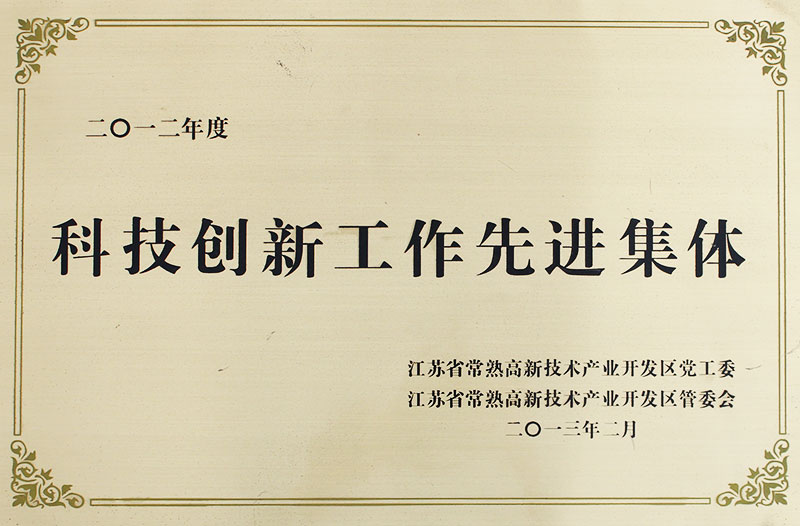 二〇一二年度
科技创新工作先进集体
江苏省常熟高新技术产业开发区党工委
江苏省常熟高新技术产业开发区管委会
二〇一三年二月